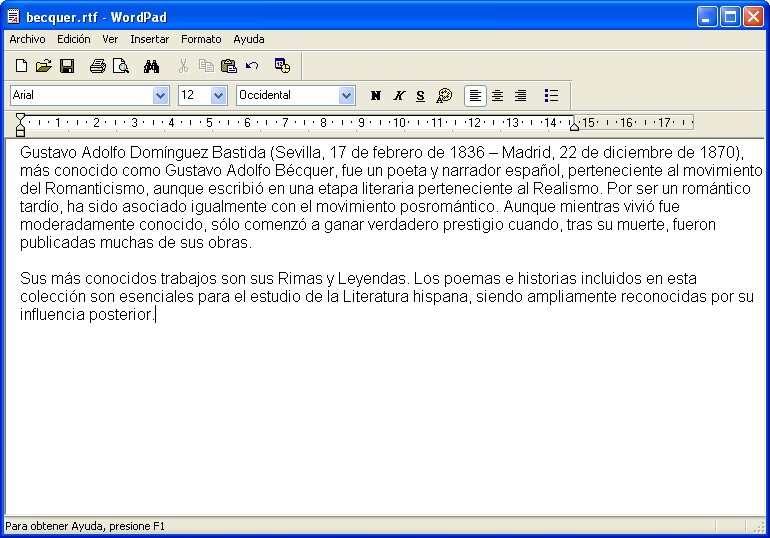 becquer.rtf - WordPad
Archivo Edición Ver Insertar Formato Ayuda
Arial 12 Occidental N K S
1 2 3 4 5 6 7 8 9 10 11 12 13 14 15 16 17
Gustavo Adolfo Domínguez Bastida (Sevilla, 17 de febrero de 1836 – Madrid, 22 de diciembre de 1870),
más conocido como Gustavo Adolfo Bécquer, fue un poeta y narrador español, perteneciente al movimiento
del Romanticismo, aunque escribió en una etapa literaria perteneciente al Realismo. Por ser un romántico
tardío, ha sido asociado igualmente con el movimiento posromántico. Aunque mientras vivió fue
moderadamente conocido, sólo comenzó a ganar verdadero prestigio cuando, tras su muerte, fueron
publicadas muchas de sus obras.
Sus más conocidos trabajos son sus Rimas y Leyendas. Los poemas e historias incluidos en esta
colección son esenciales para el estudio de la Literatura hispana, siendo ampliamente reconocidas por su
influencia posterior.
Para obtener Ayuda, presione F1